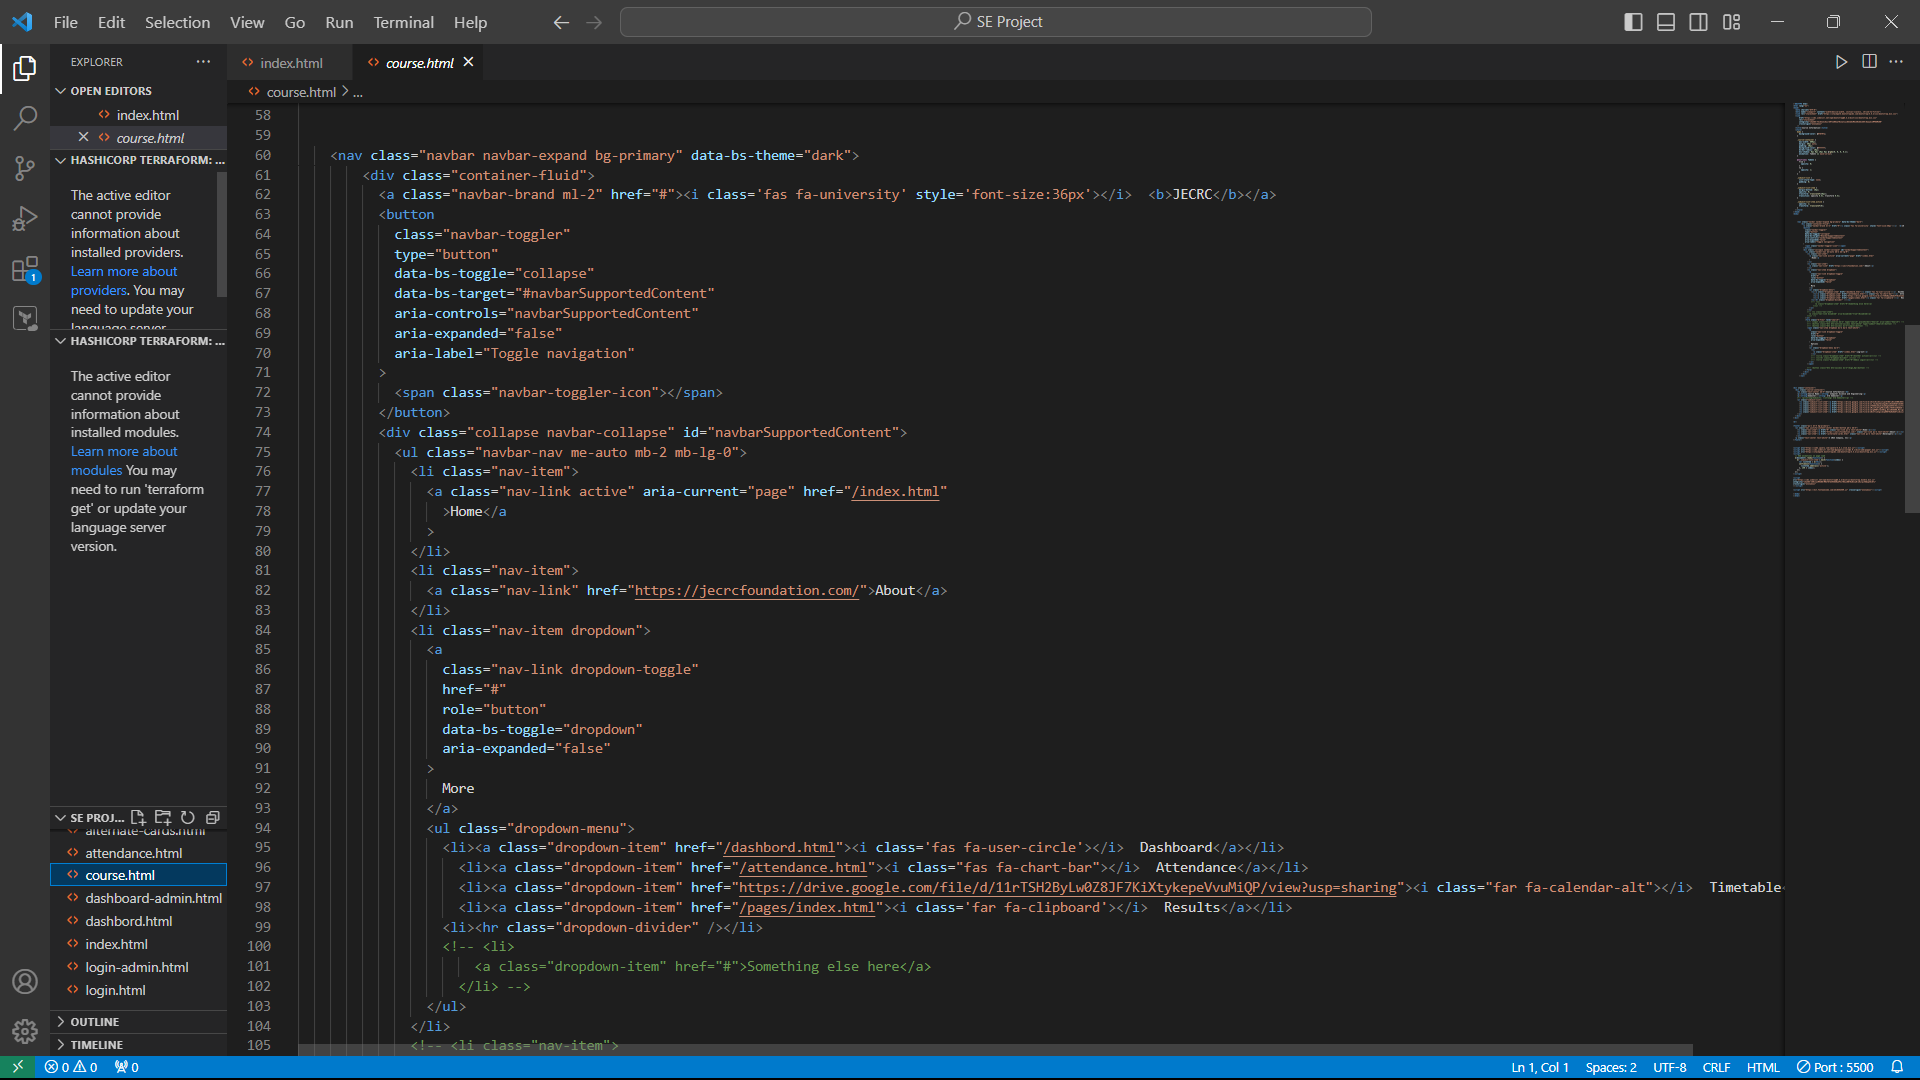 File Edit Selection View Go Run Terminal Help
SE Project
EXPLORER
OPEN EDITORS
index.html
course.html
HASHICORP TERRAFORM: ...
The active editor
cannot provide
information about
installed providers.
Learn more about
providers. You may
need to update your
language server
HASHICORP TERRAFORM: ...
The active editor
cannot provide
information about
installed modules.
Learn more about
modules You may
need to run 'terraform
get' or update your
language server
version.
SE PROJ...
alternate-cards.html
attendance.html
course.html
dashboard-admin.html
dashbord.html
index.html
login-admin.html
login.html
OUTLINE
TIMELINE
index.html
course.html
course.html > ...
58
59
60 <nav class="navbar navbar-expand bg-primary" data-bs-theme="dark">
61 <div class="container-fluid">
62 <a class="navbar-brand ml-2" href="#"><i class='fas fa-university' style='font-size:36px'></i> <b>JECRC</b></a>
63 <button
64 class="navbar-toggler"
65 type="button"
66 data-bs-toggle="collapse"
67 data-bs-target="#navbarSupportedContent"
68 aria-controls="navbarSupportedContent"
69 aria-expanded="false"
70 aria-label="Toggle navigation"
71 >
72 <span class="navbar-toggler-icon"></span>
73 </button>
74 <div class="collapse navbar-collapse" id="navbarSupportedContent">
75 <ul class="navbar-nav me-auto mb-2 mb-lg-0">
76 <li class="nav-item">
77 <a class="nav-link active" aria-current="page" href="/index.html"
78 >Home</a
79 >
80 </li>
81 <li class="nav-item">
82 <a class="nav-link" href="https://jecrcfoundation.com/">About</a>
83 </li>
84 <li class="nav-item dropdown">
85 <a
86 class="nav-link dropdown-toggle"
87 href="#"
88 role="button"
89 data-bs-toggle="dropdown"
90 aria-expanded="false"
91 >
92 More
93 </a>
94 <ul class="dropdown-menu">
95 <li><a class="dropdown-item" href="/dashbord.html"><i class='fas fa-user-circle'></i> Dashboard</a></li>
96 <li><a class="dropdown-item" href="/attendance.html"><i class="fas fa-chart-bar"></i> Attendance</a></li>
97 <li><a class="dropdown-item" href="https://drive.google.com/file/d/11rTSH2ByLw0Z8JF7KiXtykepeVvuMiQP/view?usp=sharing"><i class="far fa-calendar-alt"></i> Timetable<
98 <li><a class="dropdown-item" href="/pages/index.html"><i class='far fa-clipboard'></i> Results</a></li>
99 <li><hr class="dropdown-divider" /></li>
100 <!-- <li>
101 <a class="dropdown-item" href="#">Something else here</a>
102 </li> -->
103 </ul>
104 </li>
105 <!-- <li class="nav-item">
0 0 0
Ln 1, Col 1 Spaces: 2 UTF-8 CRLF HTML Port : 5500